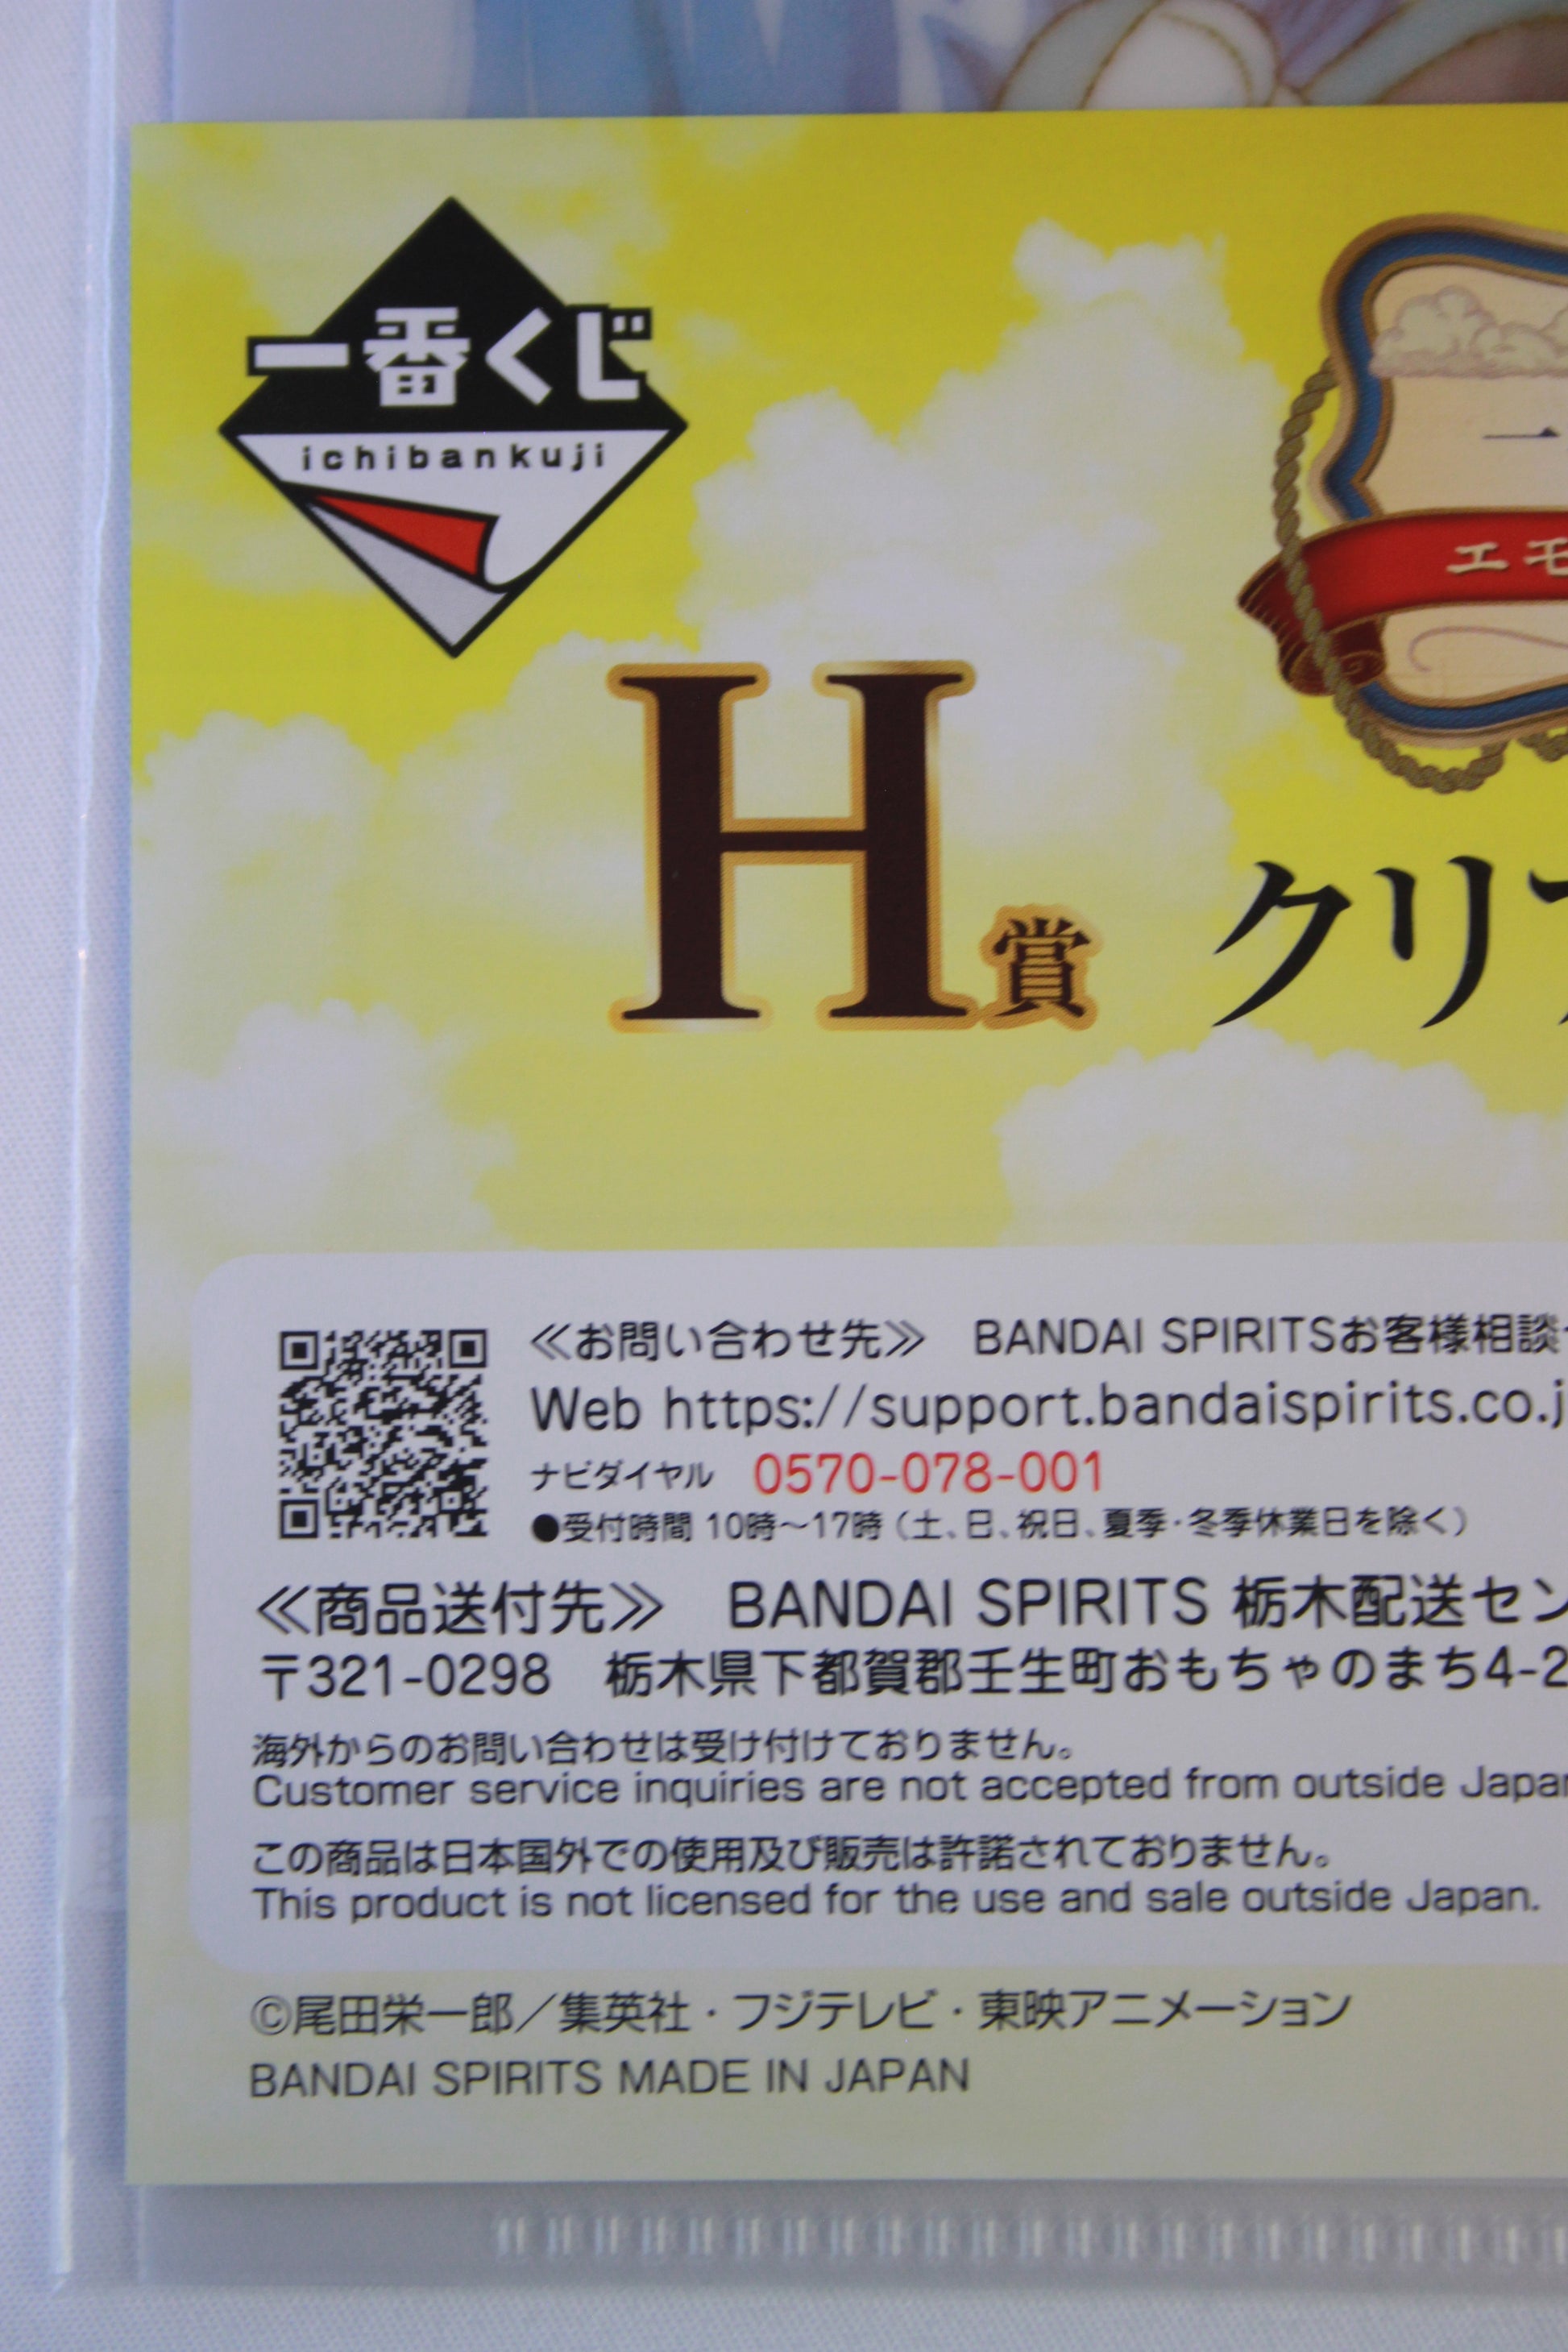 一番くじ
ichibankuji
エモ
H賞 クリア
≪お問い合わせ先≫ BANDAI SPIRITSお客様相談
Web https://support.bandaispirits.co.j
ナビダイヤル 0570-078-001
●受付時間 10時～17時（土、日、祝日、夏季・冬季休業日を除く）
≪商品送付先≫ BANDAI SPIRITS 栃木配送セン
〒321-0298 栃木県下都賀郡壬生町おもちゃのまち4-2
海外からのお問い合わせは受け付けておりません。
Customer service inquiries are not accepted from outside Japan
この商品は日本国外での使用及び販売は許諾されておりません。
This product is not licensed for the use and sale outside Japan.
©尾田栄一郎／集英社・フジテレビ・東映アニメーション
BANDAI SPIRITS MADE IN JAPAN